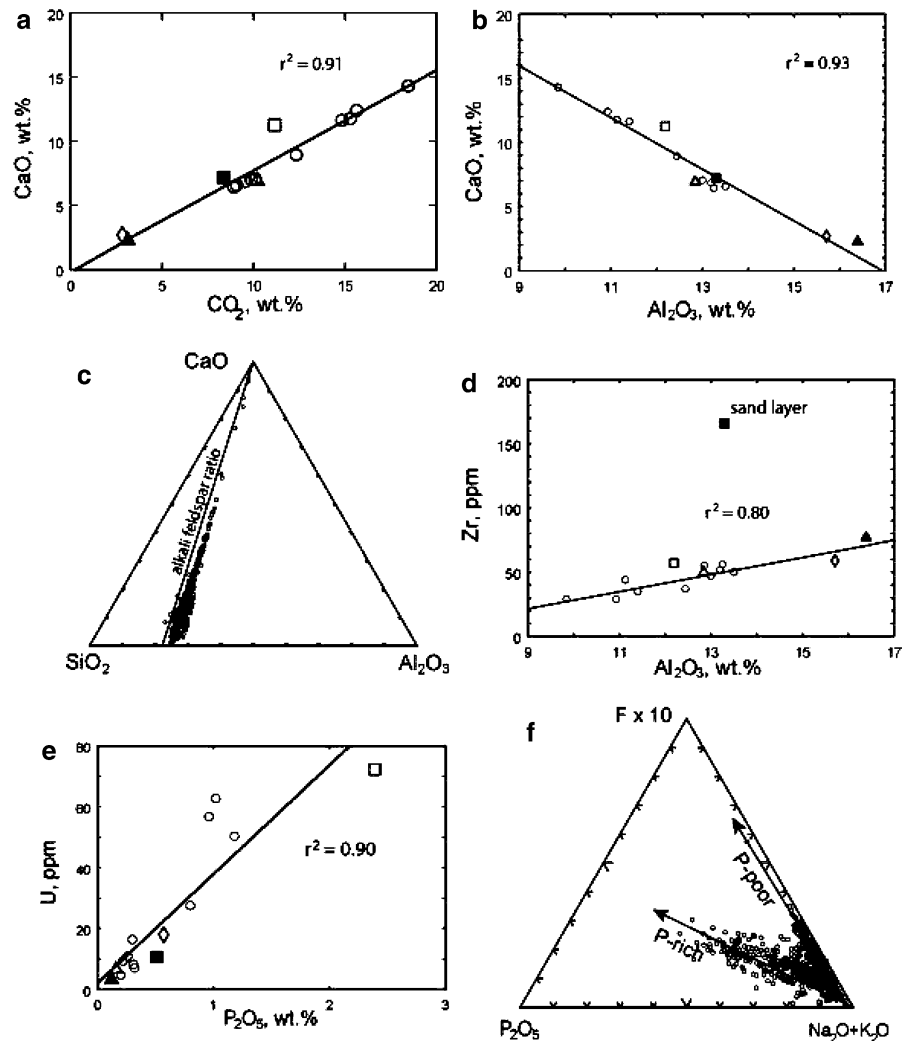 a
20
15
10
5
0
CaO, wt.%
r² = 0.91
0 5 10 15 20
CO₂, wt.%
b
20
15
10
5
0
CaO, wt.%
r² = 0.93
9 11 13 15 17
Al₂O₃, wt.%
c
CaO
alkali feldspar ratio
SiO₂
Al₂O₃
d
200
150
100
50
0
Zr, ppm
sand layer
r² = 0.80
9 11 13 15 17
Al₂O₃, wt.%
e
80
60
40
20
0
U, ppm
r² = 0.90
0 1 2 3
P₂O₅, wt.%
f
F x 10
P-poor
P-rich
P₂O₅
Na₂O+K₂O